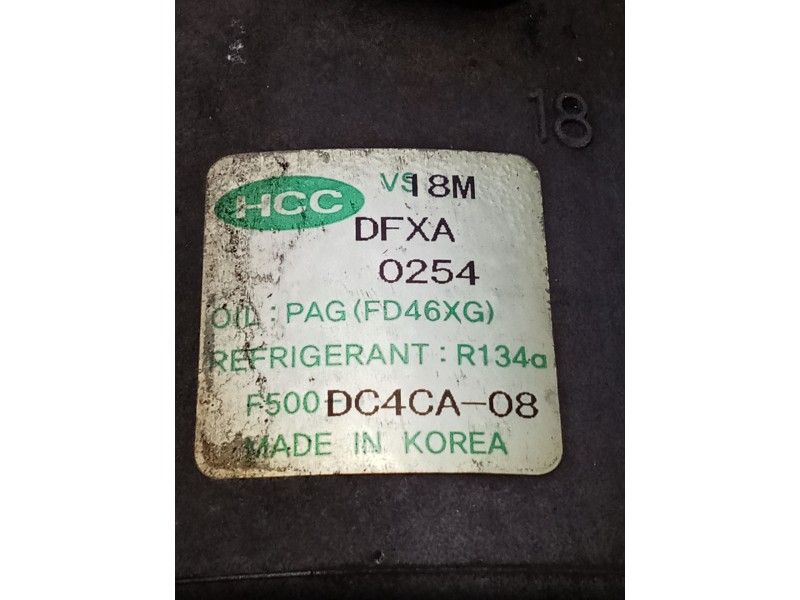 18
HCC VS18M
DFXA
0254
OIL : PAG (FD46XG)
REFRIGERANT : R134a
F500-DC4CA-08
MADE IN KOREA